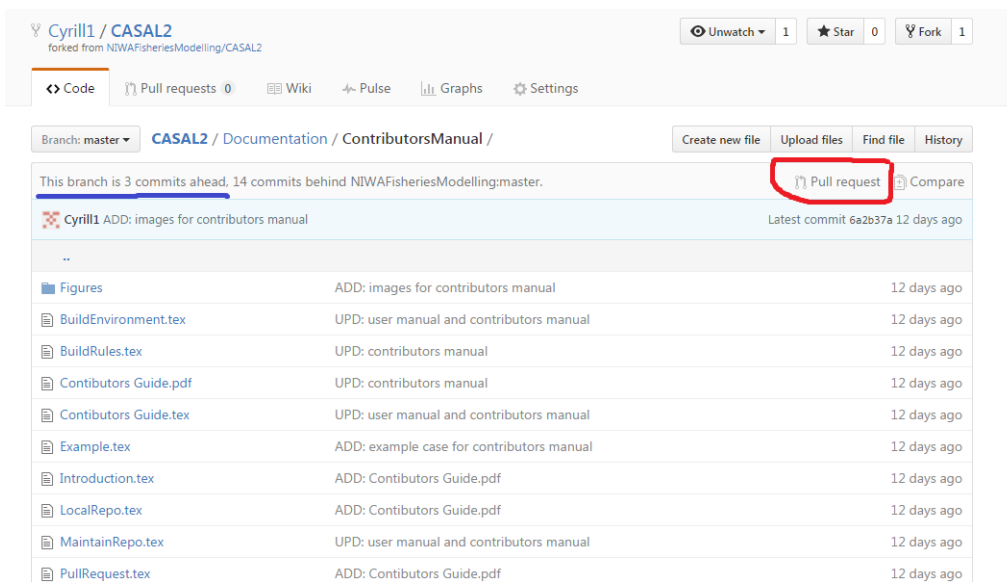 Cyrill1 / CASAL2
forked from NIWAFisheriesModelling/CASAL2
Unwatch 1 Star 0 Fork 1
Code Pull requests 0 Wiki Pulse Graphs Settings
Branch: master CASAL2 / Documentation / ContributorsManual /
Create new file Upload files Find file History
This branch is 3 commits ahead, 14 commits behind NIWAFisheriesModelling:master.
Pull request Compare
Cyrill1 ADD: images for contributors manual Latest commit 6a2b37a 12 days ago
..
Figures ADD: images for contributors manual 12 days ago
BuildEnvironment.tex UPD: user manual and contributors manual 12 days ago
BuildRules.tex UPD: contributors manual 12 days ago
Contibutors Guide.pdf UPD: contributors manual 12 days ago
Contibutors Guide.tex UPD: user manual and contributors manual 12 days ago
Example.tex ADD: example case for contributors manual 12 days ago
Introduction.tex ADD: Contibutors Guide.pdf 12 days ago
LocalRepo.tex ADD: Contibutors Guide.pdf 12 days ago
MaintainRepo.tex UPD: user manual and contributors manual 12 days ago
PullRequest.tex ADD: Contibutors Guide.pdf 12 days ago